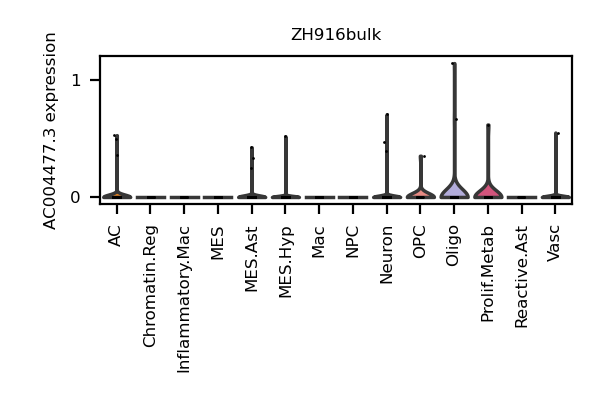 ZH916bulk
AC004477.3 expression
1
0
AC
Chromatin.Reg
Inflammatory.Mac
MES
MES.Ast
MES.Hyp
Mac
NPC
Neuron
OPC
Oligo
Prolif.Metab
Reactive.Ast
Vasc